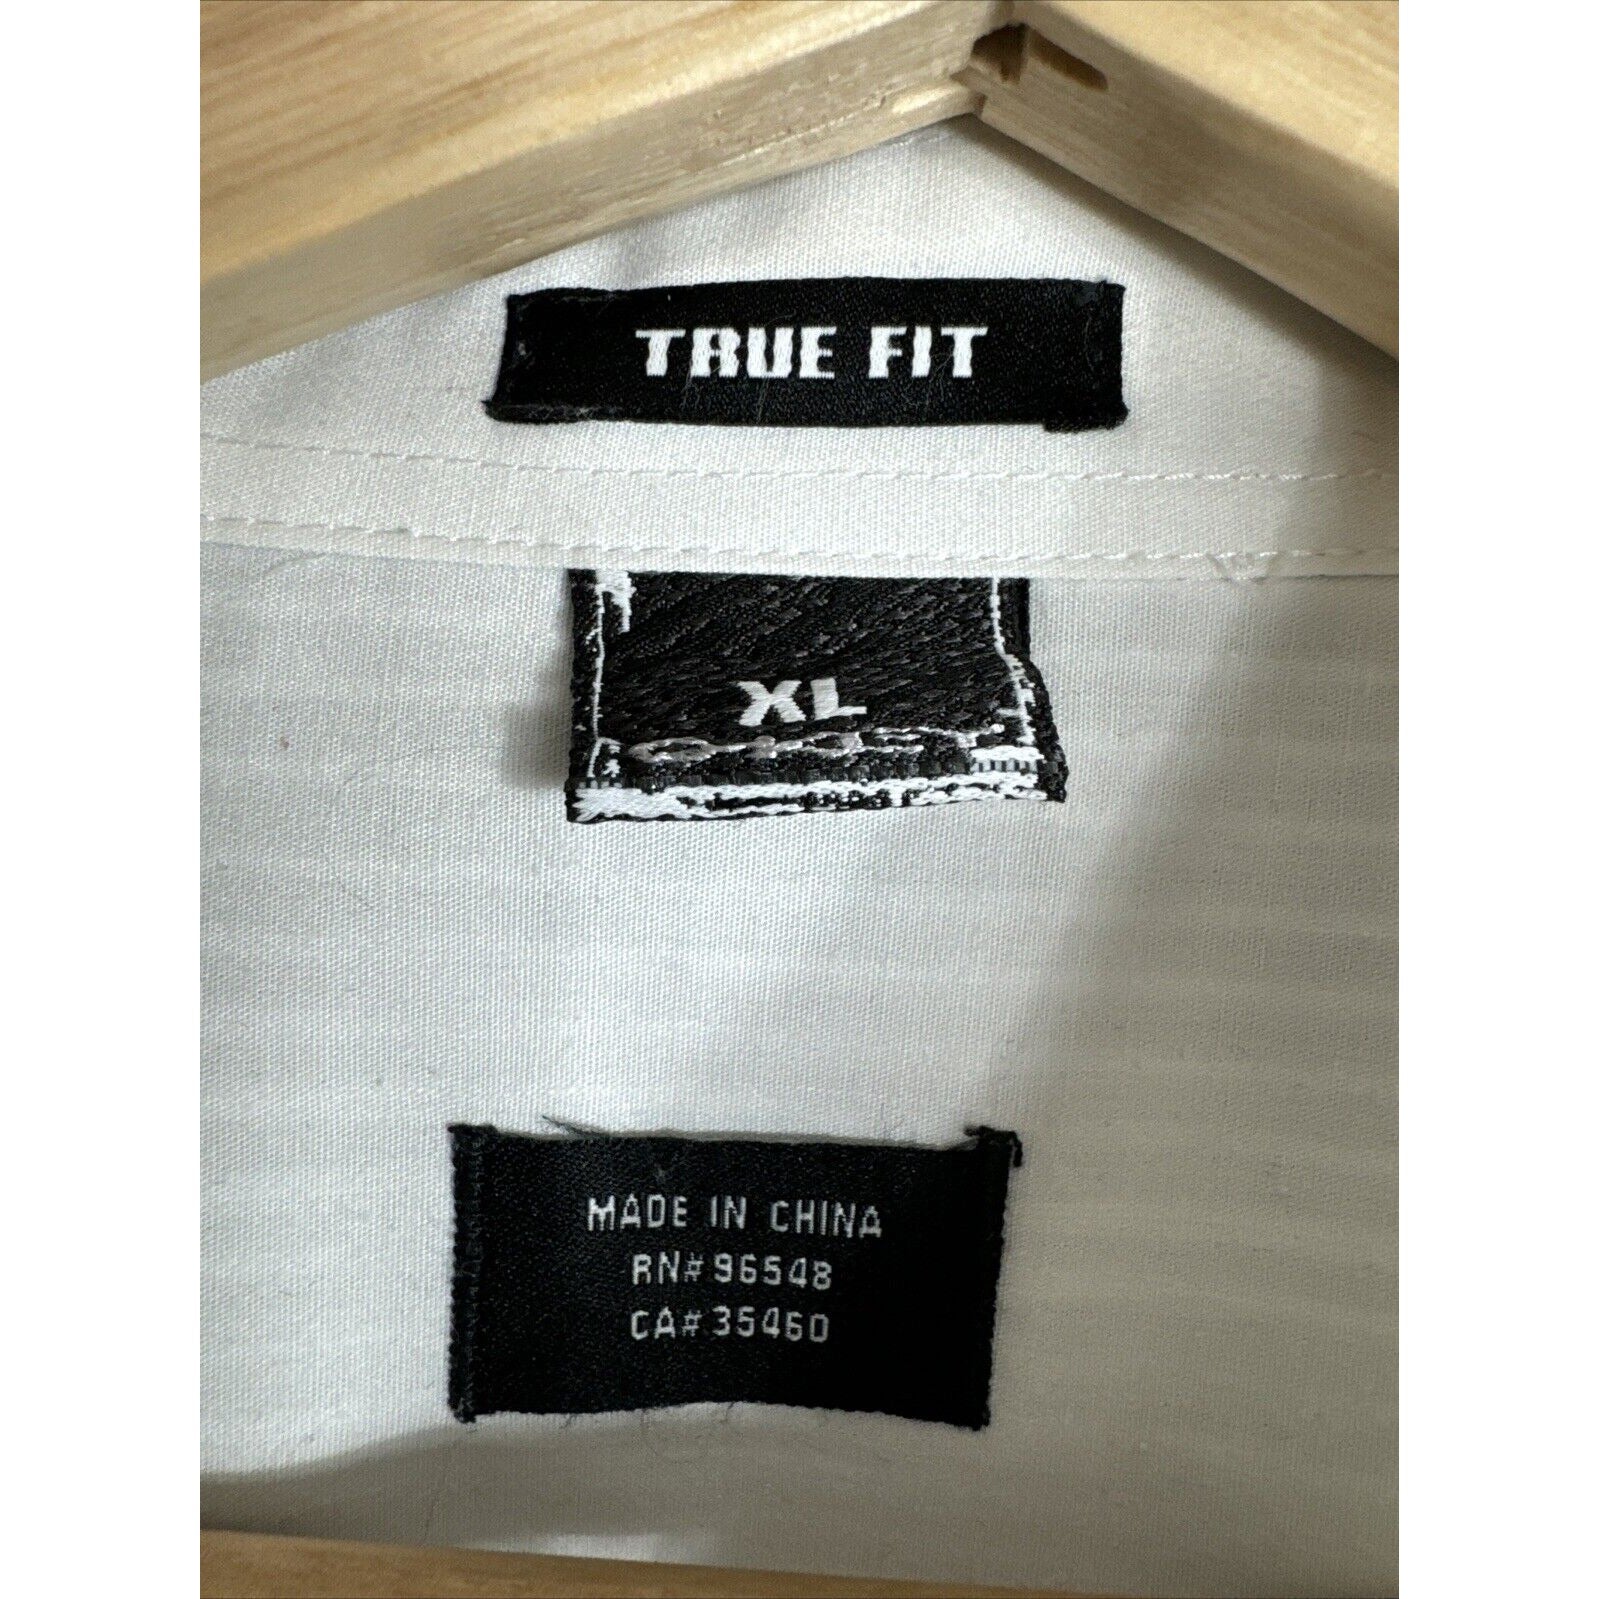 TRUE FIT
XL
MADE IN CHINA
RN# 96548
CA# 35460